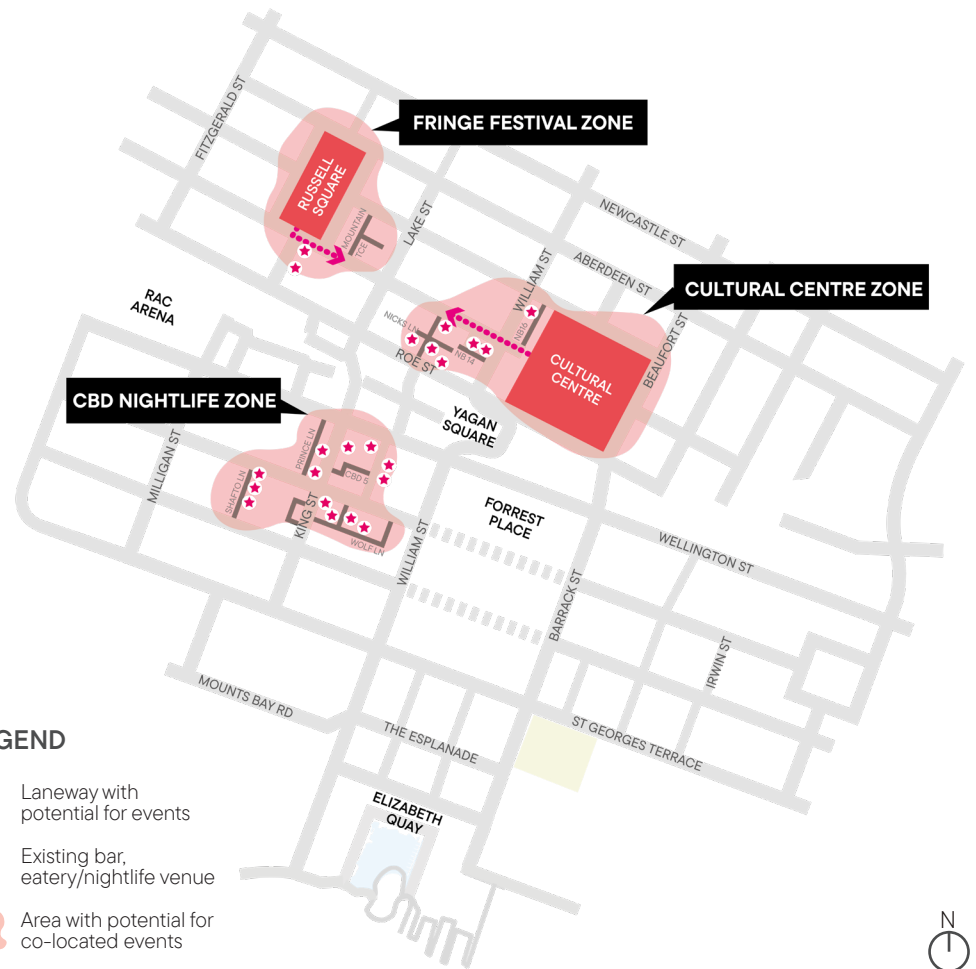 FRINGE FESTIVAL ZONE
FITZGERALD ST
RUSSELL
SQUARE
MOUNTAIN
TCE
LAKE ST
NEWCASTLE ST
ABERDEEN ST
WILLIAM ST
CULTURAL CENTRE ZONE
RAC
ARENA
NICKS LN
NB16
NB 14
ROE ST
CULTURAL
CENTRE
BEAUFORT ST
CBD NIGHTLIFE ZONE
YAGAN
SQUARE
MILLIGAN ST
PRINCE LN
CBD 5
SHAFTO LN
KING ST
WOLF LN
WILLIAM ST
FORREST
PLACE
WELLINGTON ST
BARRACK ST
IRWIN ST
MOUNTS BAY RD
THE ESPLANADE
ST GEORGES TERRACE
ELIZABETH
QUAY
GEND
Laneway with
potential for events
Existing bar,
eatery/nightlife venue
Area with potential for
co-located events
N